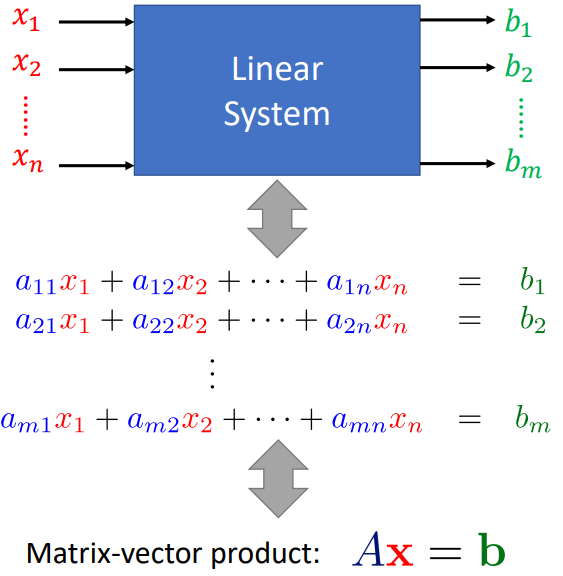 x₁ b₁
x₂ Linear b₂
...... System ......
xₙ bₘ
a₁₁x₁ + a₁₂x₂ + ⋯ + a₁ₙxₙ = b₁
a₂₁x₁ + a₂₂x₂ + ⋯ + a₂ₙxₙ = b₂
⋮
aₘ₁x₁ + aₘ₂x₂ + ⋯ + aₘₙxₙ = bₘ
Matrix-vector product: Ax = b